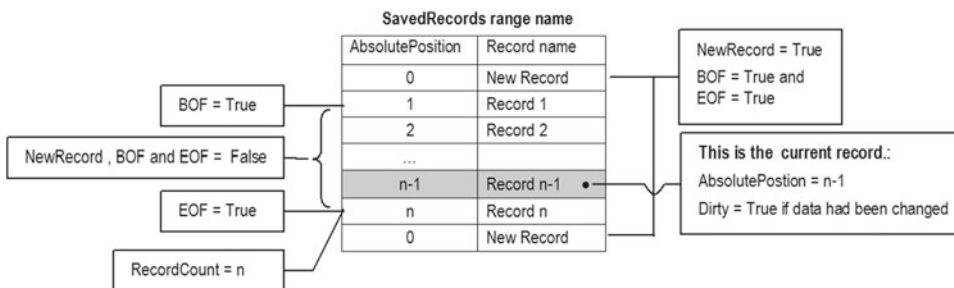 SavedRecords range name
AbsolutePosition Record name
0 New Record
1 Record 1
2 Record 2
...
n-1 Record n-1
n Record n
0 New Record
BOF = True
NewRecord , BOF and EOF = False
EOF = True
RecordCount = n
NewRecord = True
BOF = True and
EOF = True
This is the current record.:
AbsolutePostion = n-1
Dirty = True if data had been changed